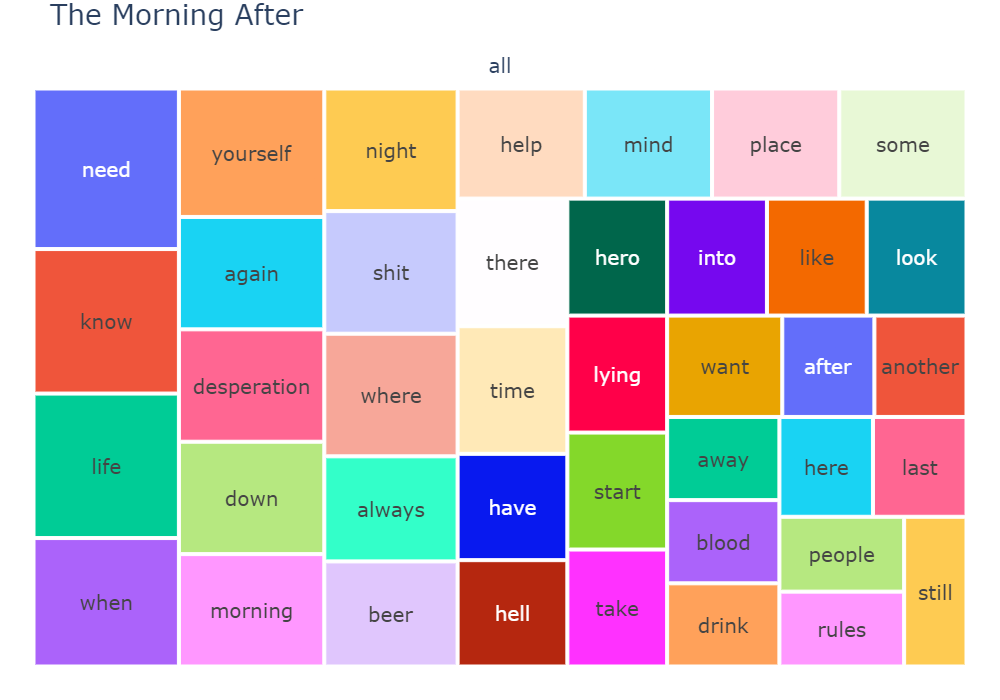 The Morning After
all
need
know
life
when
yourself
again
desperation
down
morning
night
shit
where
always
beer
help
mind
place
some
there
time
have
hell
hero
into
like
look
lying
start
take
want
after
another
away
blood
drink
here
last
people
rules
still